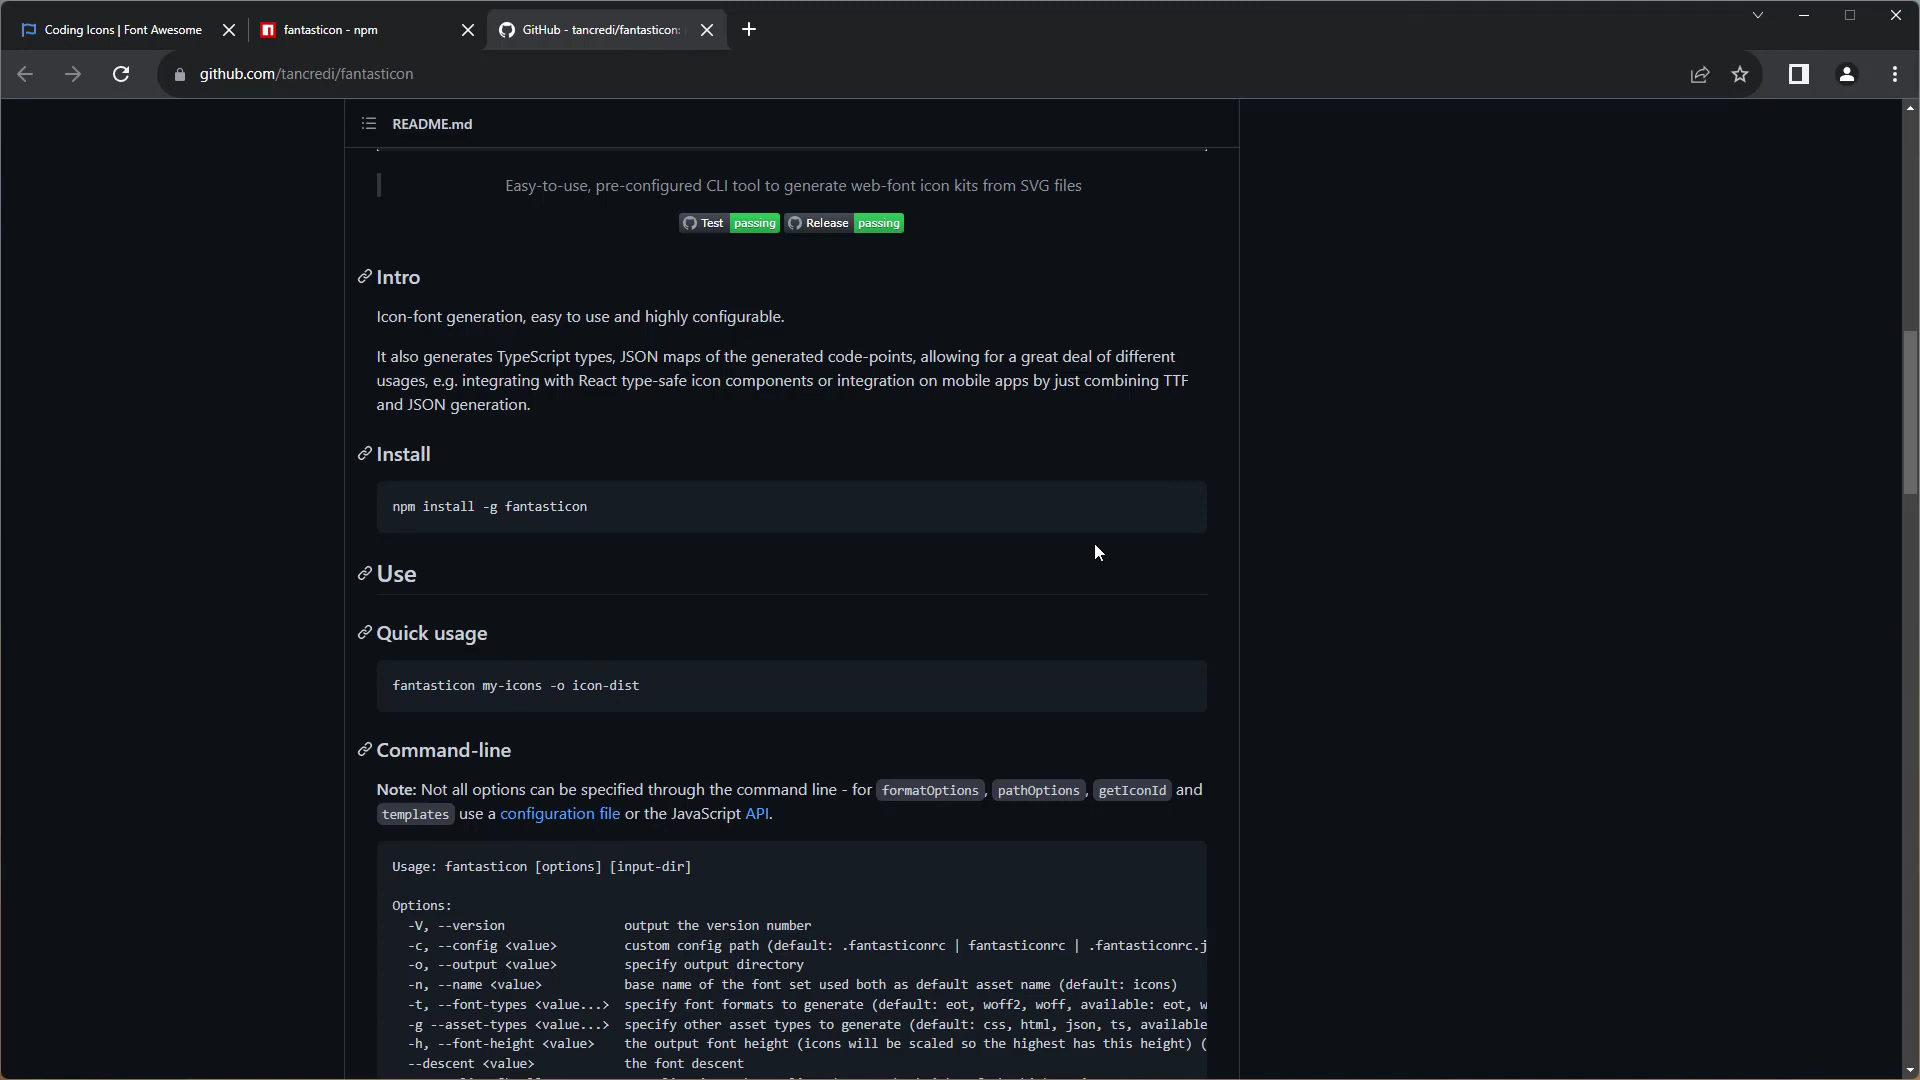 Coding Icons | Font Awesome
fantasticon - npm
GitHub - tancredi/fantasticon:
github.com/tancredi/fantasticon
README.md
Easy-to-use, pre-configured CLI tool to generate web-font icon kits from SVG files
Test passing Release passing
Intro
Icon-font generation, easy to use and highly configurable.
It also generates TypeScript types, JSON maps of the generated code-points, allowing for a great deal of different
usages, e.g. integrating with React type-safe icon components or integration on mobile apps by just combining TTF
and JSON generation.
Install
npm install -g fantasticon
Use
Quick usage
fantasticon my-icons -o icon-dist
Command-line
Note: Not all options can be specified through the command line - for formatOptions, pathOptions, getIconId and
templates use a configuration file or the JavaScript API.
Usage: fantasticon [options] [input-dir]
Options:
-V, --version output the version number
-c, --config <value> custom config path (default: .fantasticonrc | fantasticonrc | .fantasticonrc.j
-o, --output <value> specify output directory
-n, --name <value> base name of the font set used both as default asset name (default: icons)
-t, --font-types <value...> specify font formats to generate (default: eot, woff2, woff, available: eot, w
-g --asset-types <value...> specify other asset types to generate (default: css, html, json, ts, available
-h, --font-height <value> the output font height (icons will be scaled so the highest has this height) (
--descent <value> the font descent